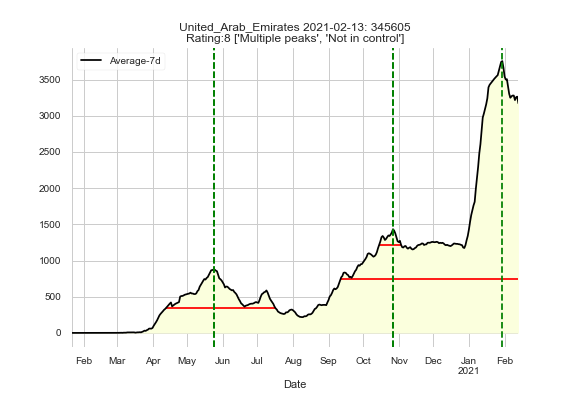 United_Arab_Emirates 2021-02-13: 345605
Rating:8 ['Multiple peaks', 'Not in control']
Average-7d
3500
3000
2500
2000
1500
1000
500
0
Feb Mar Apr May Jun Jul Aug Sep Oct Nov Dec Jan Feb
2021
Date